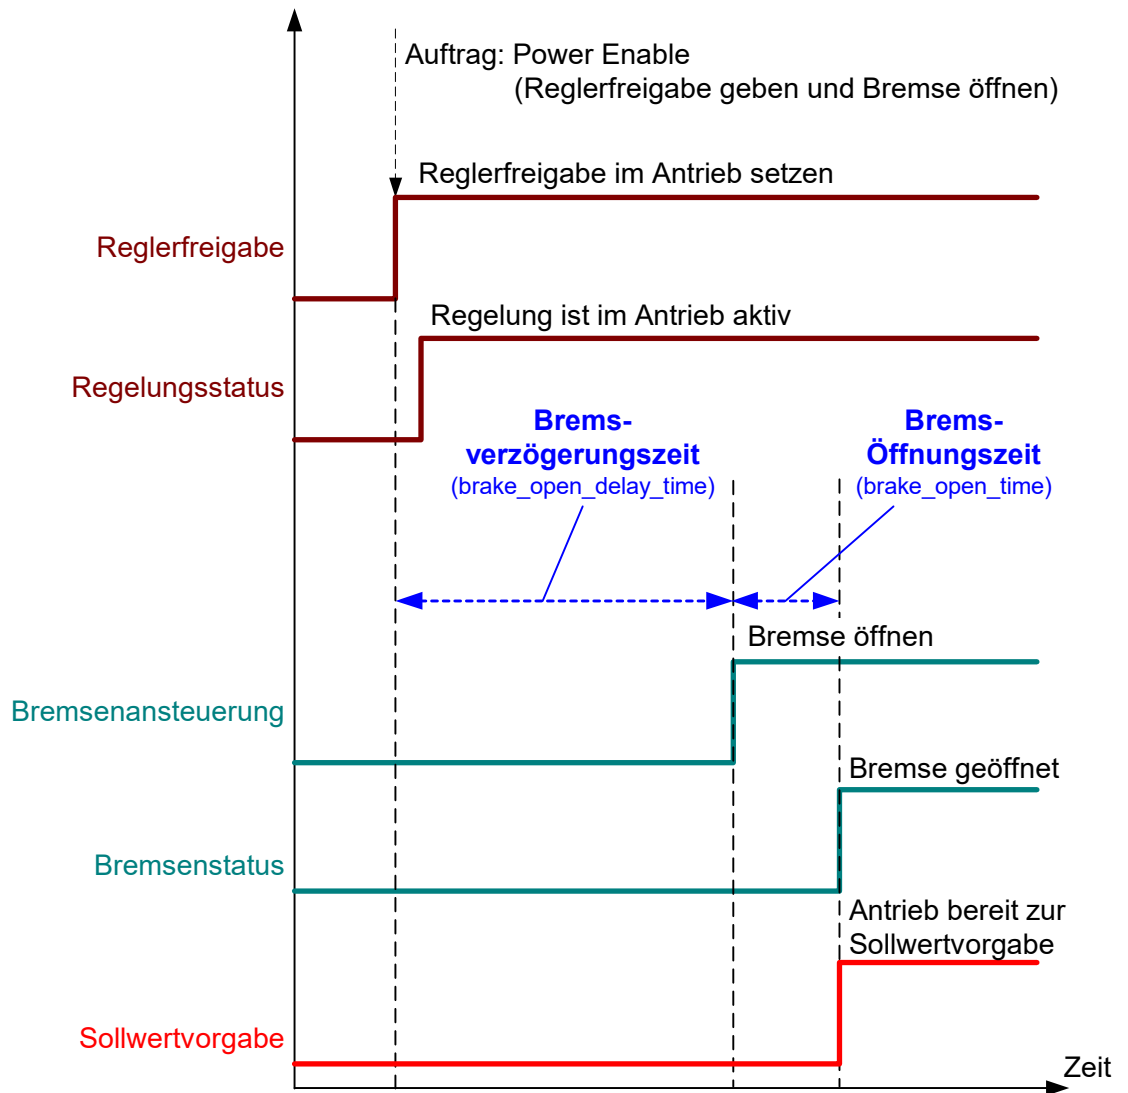 Auftrag: Power Enable
(Reglerfreigabe geben und Bremse öffnen)
Reglerfreigabe im Antrieb setzen
Reglerfreigabe
Regelung ist im Antrieb aktiv
Regelungsstatus
Brems-
verzögerungszeit
(brake_open_delay_time)
Brems-
Öffnungszeit
(brake_open_time)
Bremse öffnen
Bremsenansteuerung
Bremse geöffnet
Bremsenstatus
Antrieb bereit zur
Sollwertvorgabe
Sollwertvorgabe
Zeit